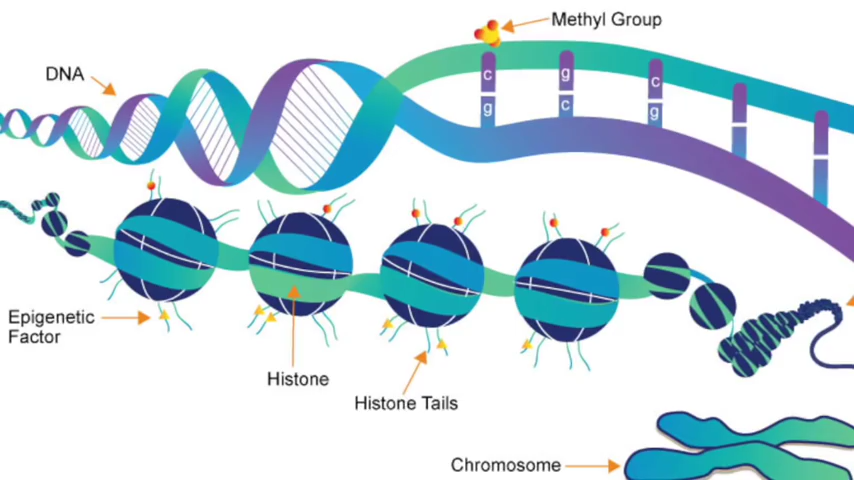 Methyl Group
DNA
c
g
c
g
c
g
Epigenetic
Factor
Histone
Histone Tails
Chromosome